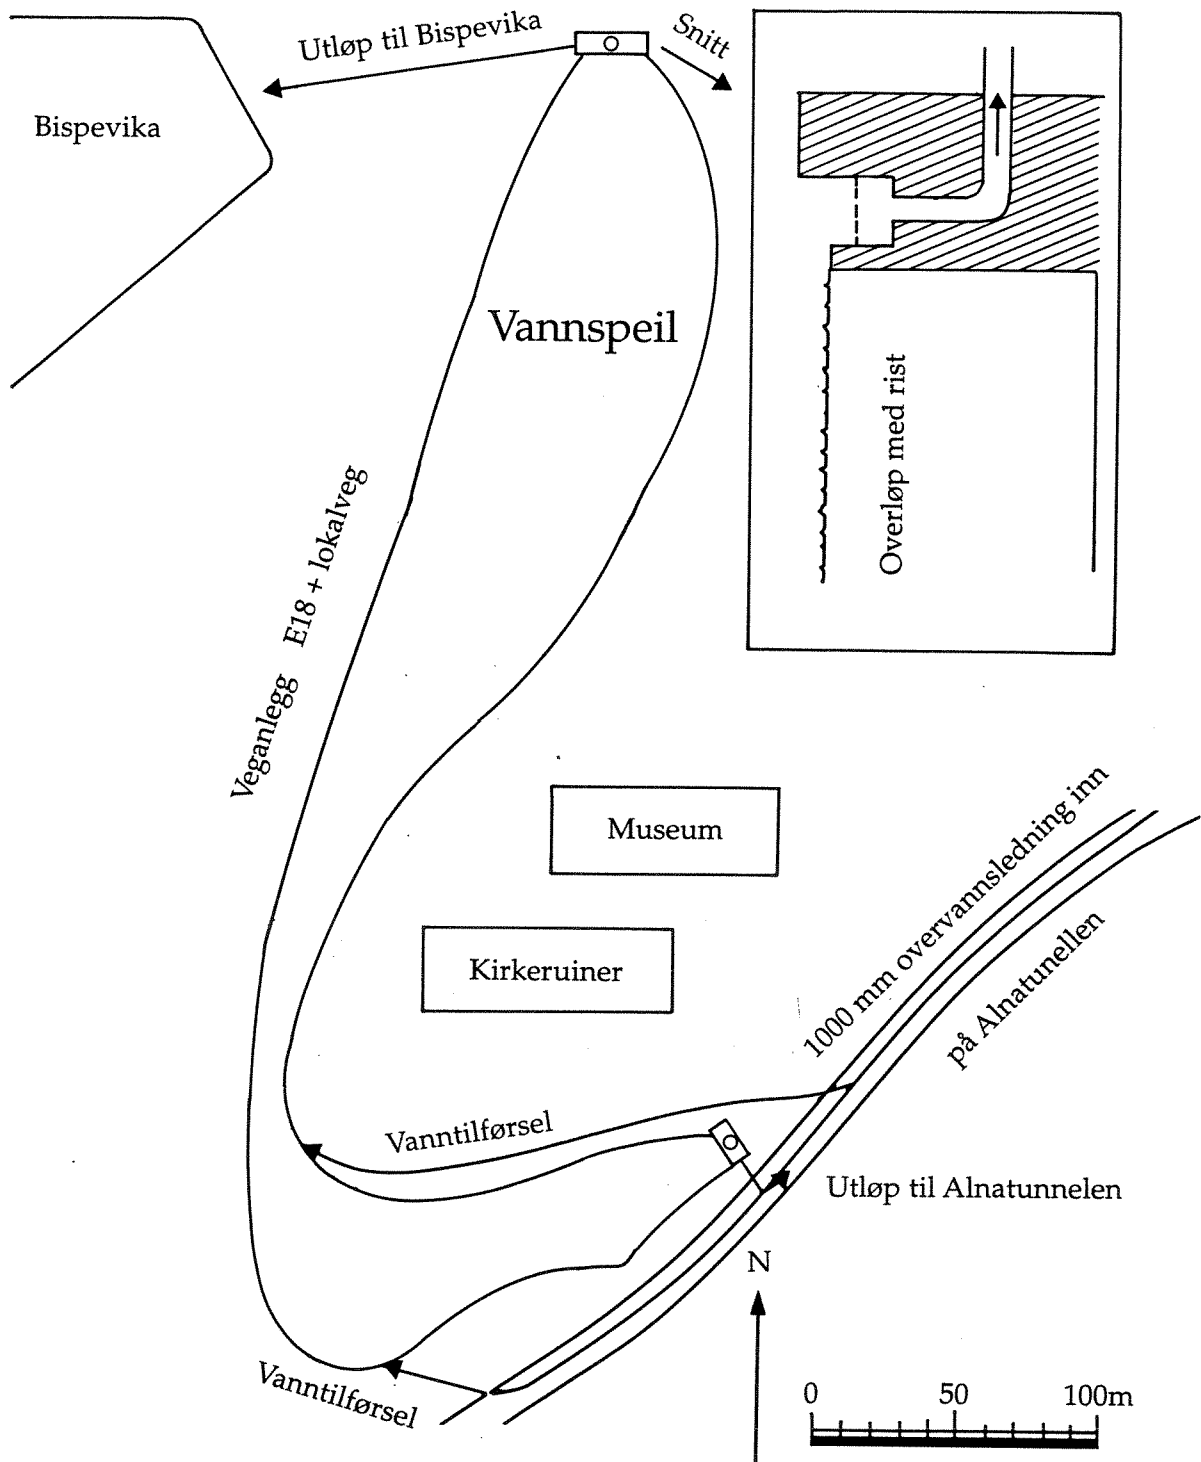 Utløp til Bispevika
Snitt
Bispevika
Vannspeil
Overløp med rist
Veganlegg E18 + lokalveg
Museum
Kirkeruiner
1000 mm overvannsledning inn
på Alnatunellen
Vanntilførsel
Utløp til Alnatunnelen
N
Vanntilførsel
0 50 100m